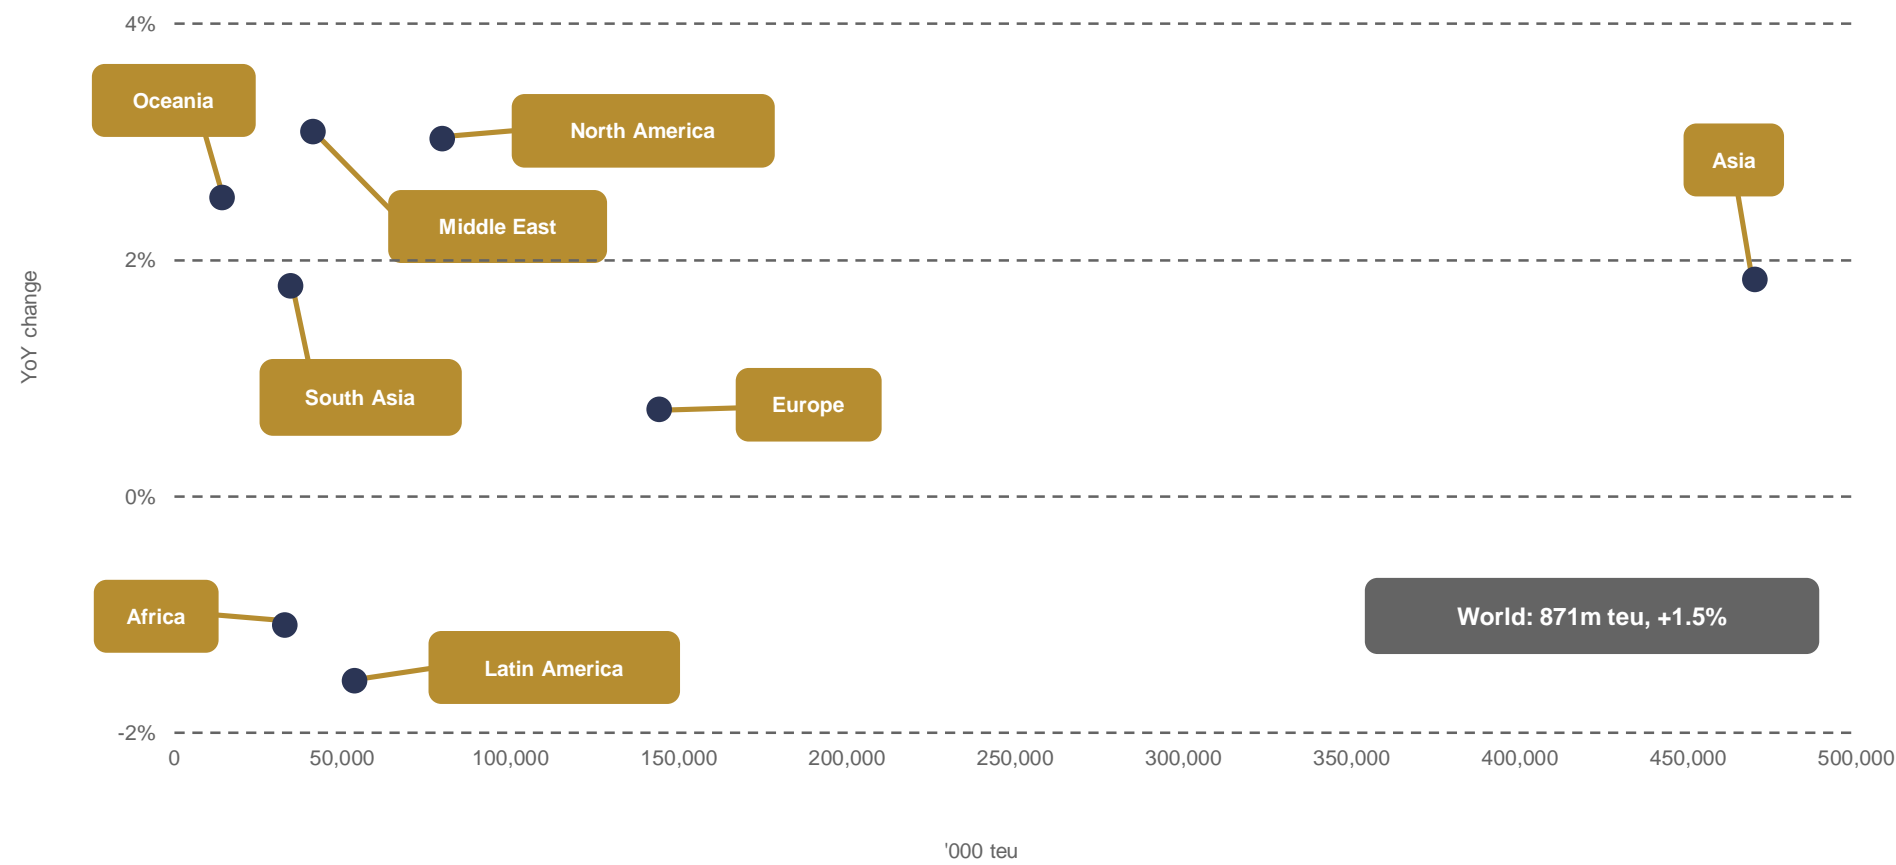 4%
Oceania
North America
Asia
Middle East
2%
YoY change
South Asia
Europe
0%
Africa
World: 871m teu, +1.5%
Latin America
-2%
0 50,000 100,000 150,000 200,000 250,000 300,000 350,000 400,000 450,000 500,000
'000 teu